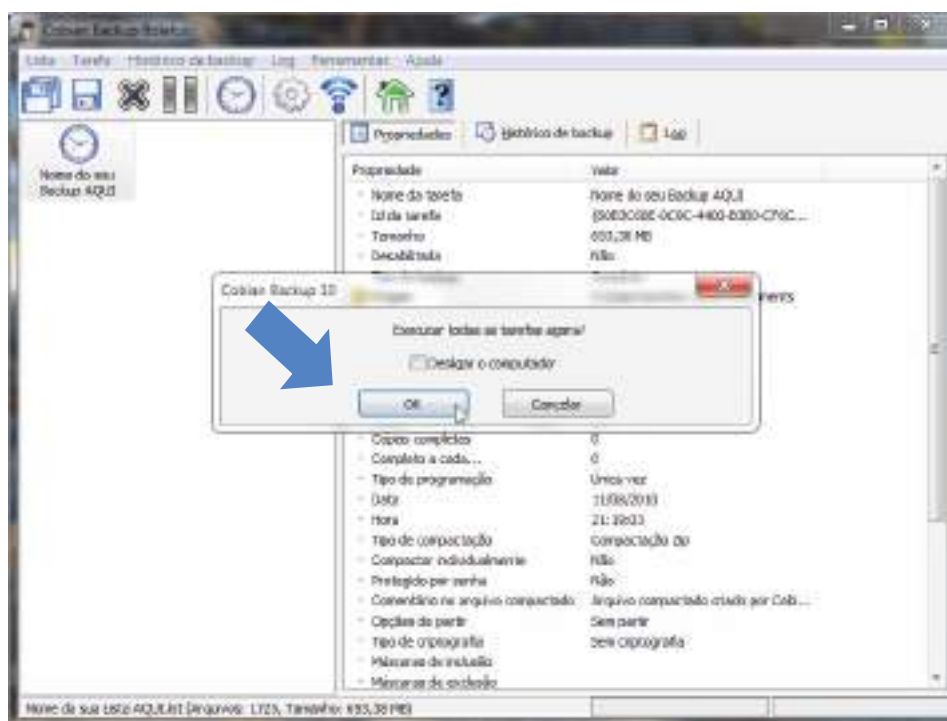 Cobian Backup Boletus
Lista Tarefa Histórico de backup Log Ferramentas Ajuda
Propriedades Histórico de backup Log
Nome do seu
Backup AQUI
Propriedade Valor
Nome da tarefa Nome do seu Backup AQUI
Id da tarefa
Tamanho 653,38 MB
Desabilitada Não
Cobian Backup 10
Executar todas as tarefas agora?
Desligar o computador
OK Cancelar
Cópias completas 0
Completo a cada... 0
Tipo de programação Única vez
Data
Hora
Tipo de compactação Compactação Zip
Compactar individualmente Não
Protegido por senha Não
Comentário no arquivo compactado Arquivo compactado criado por Cobi...
Opções de partir Sem partir
Tipo de criptografia Sem criptografia
Máscaras de inclusão
Máscaras de exclusão
Nome da sua Lista AQUI.lst (Arquivos: 1723, Tamanho: 653,38 MB)